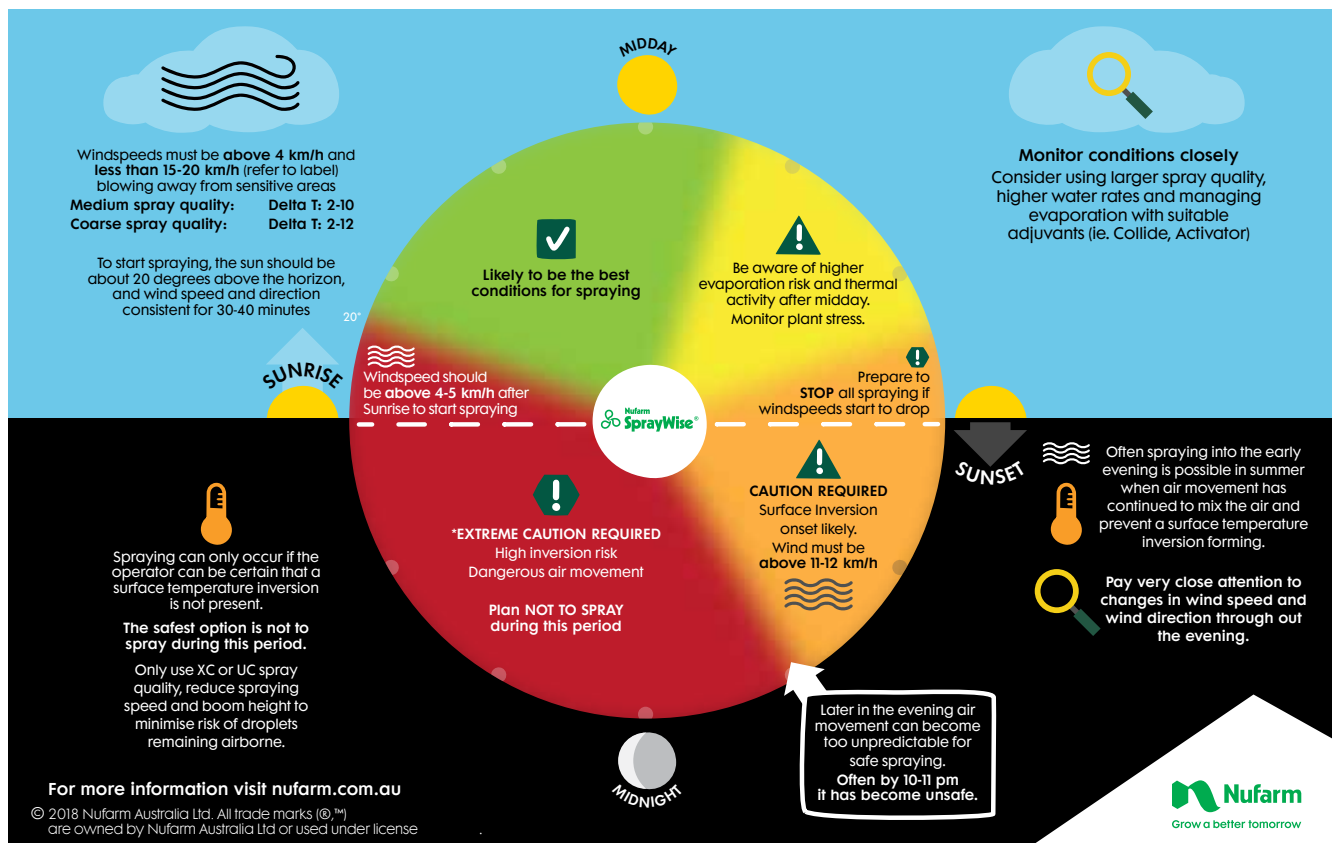 MIDDAY
Windspeeds must be above 4 km/h and
less than 15-20 km/h (refer to label)
blowing away from sensitive areas
Medium spray quality: Delta T: 2-10
Coarse spray quality: Delta T: 2-12
To start spraying, the sun should be
about 20 degrees above the horizon,
and wind speed and direction
consistent for 30-40 minutes
20°
SUNRISE
Monitor conditions closely
Consider using larger spray quality,
higher water rates and managing
evaporation with suitable
adjuvants (ie. Collide, Activator)
Likely to be the best
conditions for spraying
Be aware of higher
evaporation risk and thermal
activity after midday.
Monitor plant stress.
Windspeed should
be above 4-5 km/h after
Sunrise to start spraying
Nufarm
SprayWise®
Prepare to
STOP all spraying if
windspeeds start to drop
SUNSET
CAUTION REQUIRED
Surface Inversion
onset likely.
Wind must be
above 11-12 km/h
*EXTREME CAUTION REQUIRED
High inversion risk
Dangerous air movement
Plan NOT TO SPRAY
during this period
Often spraying into the early
evening is possible in summer
when air movement has
continued to mix the air and
prevent a surface temperature
inversion forming.
Pay very close attention to
changes in wind speed and
wind direction through out
the evening.
Spraying can only occur if the
operator can be certain that a
surface temperature inversion
is not present.
The safest option is not to
spray during this period.
Only use XC or UC spray
quality, reduce spraying
speed and boom height to
minimise risk of droplets
remaining airborne.
Later in the evening air
movement can become
too unpredictable for
safe spraying.
Often by 10-11 pm
it has become unsafe.
MIDNIGHT
For more information visit nufarm.com.au
© 2018 Nufarm Australia Ltd. All trade marks (®,™)
are owned by Nufarm Australia Ltd or used under license .
Nufarm
Grow a better tomorrow